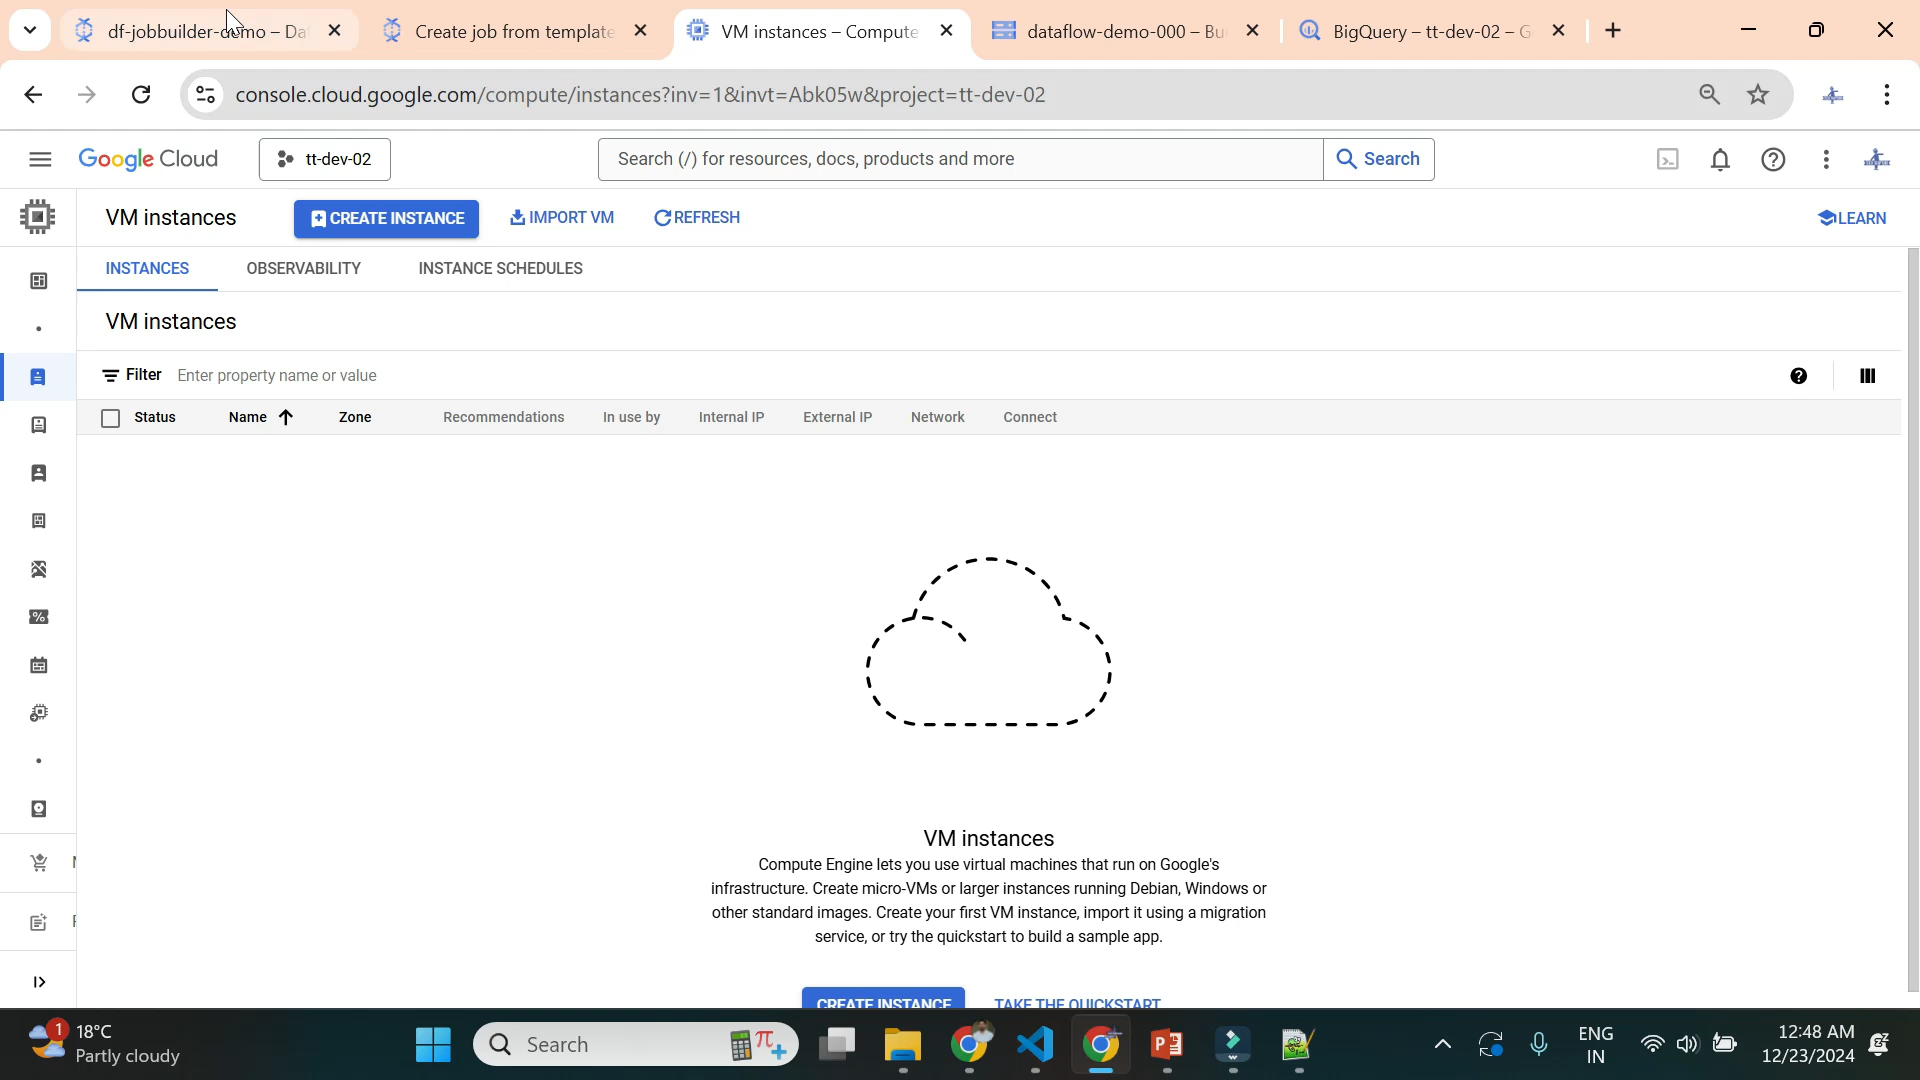 df-jobbuilder-demo – Da
Create job from template
VM instances – Compute
dataflow-demo-000 – Bu
BigQuery – tt-dev-02 – G
console.cloud.google.com/compute/instances?inv=1&invt=Abk05w&project=tt-dev-02
Google Cloud
tt-dev-02
Search (/) for resources, docs, products and more
Search
VM instances
CREATE INSTANCE
IMPORT VM
REFRESH
LEARN
INSTANCES
OBSERVABILITY
INSTANCE SCHEDULES
VM instances
Filter
Enter property name or value
Status Name Zone Recommendations In use by Internal IP External IP Network Connect
VM instances
Compute Engine lets you use virtual machines that run on Google's
infrastructure. Create micro-VMs or larger instances running Debian, Windows or
other standard images. Create your first VM instance, import it using a migration
service, or try the quickstart to build a sample app.
CREATE INSTANCE
TAKE THE QUICKSTART
1
18°C
Partly cloudy
Search
ENG
IN
12:48 AM
12/23/2024